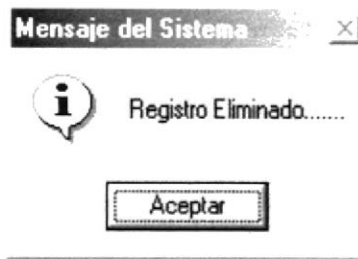 Mensaje del Sistema
Registro Eliminado.......
Aceptar